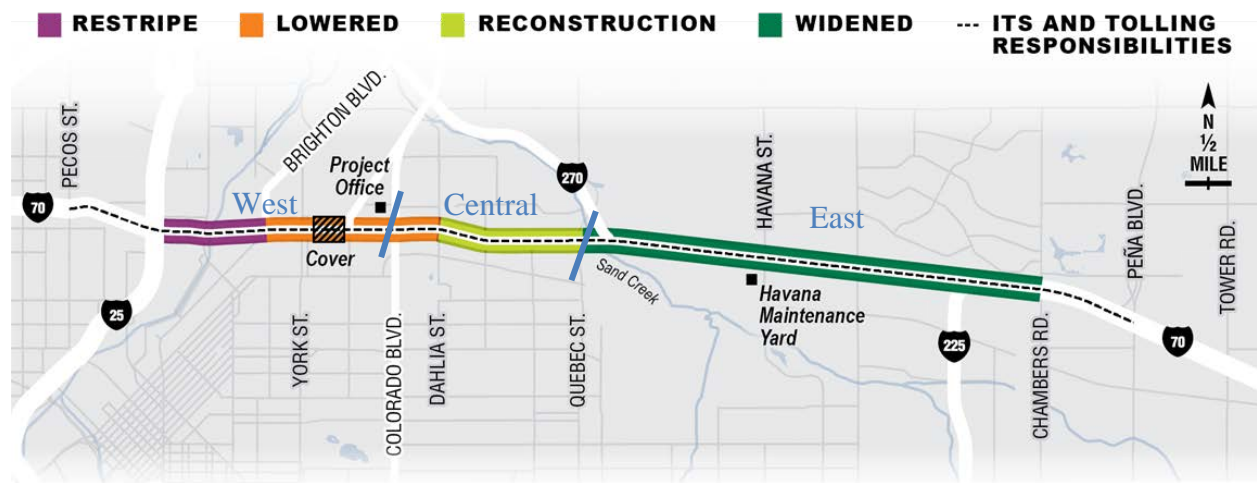 RESTRIPE
LOWERED
RECONSTRUCTION
WIDENED
ITS AND TOLLING
RESPONSIBILITIES
PECOS ST.
BRIGHTON BLVD.
Project
Office
West
Central
East
Cover
YORK ST.
COLORADO BLVD.
DAHLIA ST.
QUEBEC ST.
Sand Creek
HAVANA ST.
Havana
Maintenance
Yard
CHAMBERS RD.
PEÑA BLVD.
TOWER RD.
N
½
MILE
70
25
270
225
70